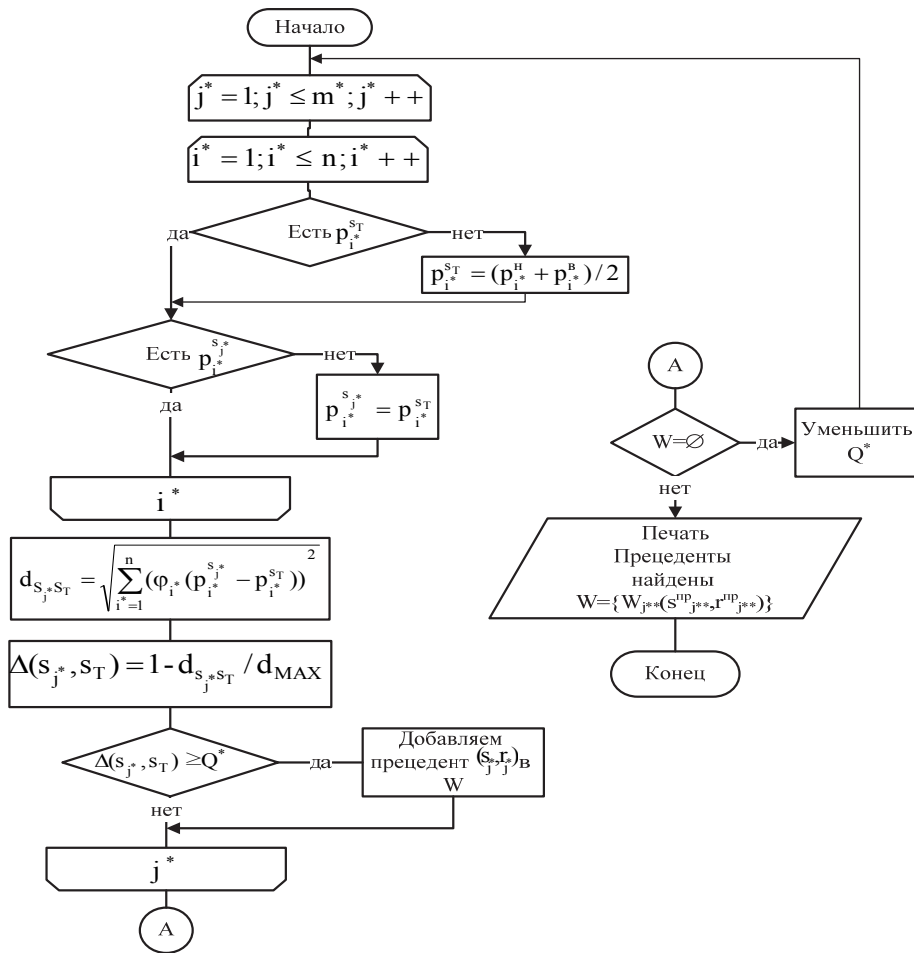 Начало
j* = 1; j* ≤ m*; j* ++
i* = 1; i* ≤ n; i* ++
Есть p_{i*}^{s_T}
да
нет
p_{i*}^{s_T} = (p_{i*}^{н} + p_{i*}^{в}) / 2
Есть p_{i*}^{s_{j*}}
нет
да
p_{i*}^{s_{j*}} = p_{i*}^{s_T}
i*
d_{S_{j*}S_T} = √(∑_{i*=1}^{n} (φ_{i*} (p_{i*}^{s_{j*}} − p_{i*}^{s_T}))²)
Δ(s_{j*}, s_T) = 1 - d_{s_{j*}s_T} / d_{MAX}
Δ(s_{j*}, s_T) ≥ Q*
да
Добавляем
прецедент (s_{j*}, r_{j*}) в
W
нет
j*
A
A
W=∅
да
Уменьшить
Q*
нет
Печать
Прецеденты
найдены
W={W_{j**}(s^{пр}_{j**}, r^{пр}_{j**})}
Конец